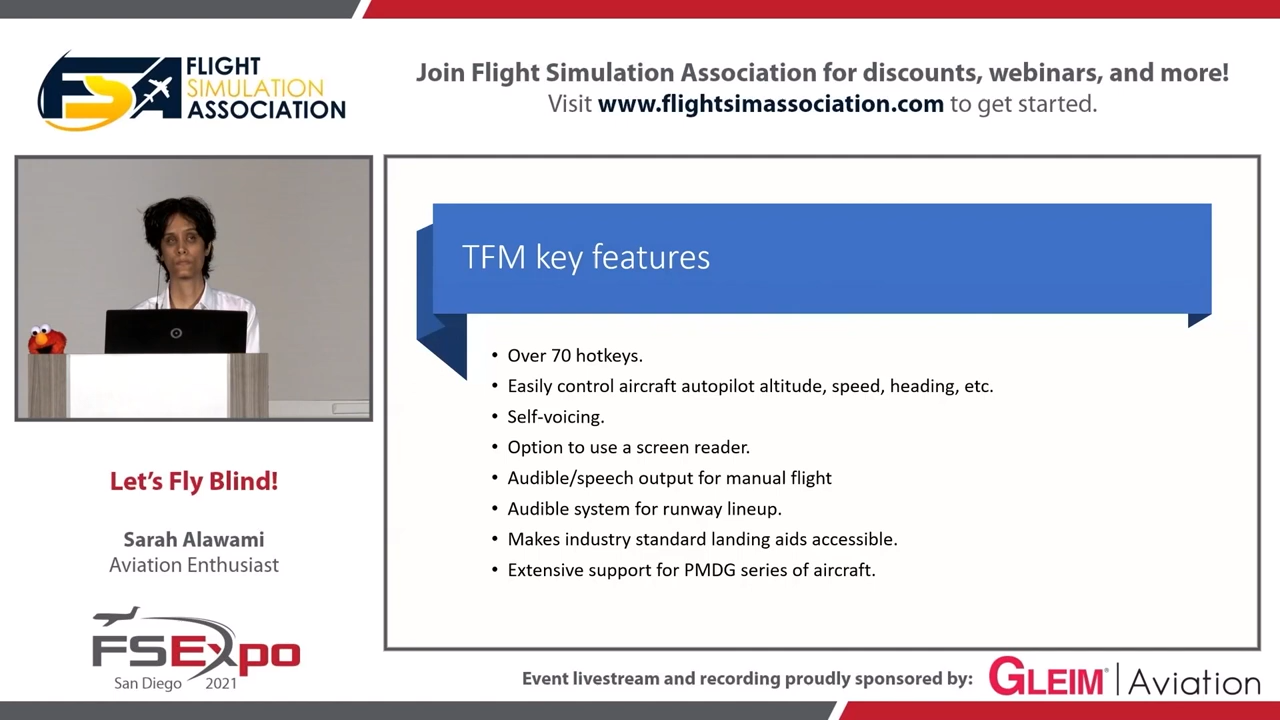 FLIGHT
SIMULATION
ASSOCIATION
Join Flight Simulation Association for discounts, webinars, and more!
Visit www.flightsimassociation.com to get started.
TFM key features
• Over 70 hotkeys.
• Easily control aircraft autopilot altitude, speed, heading, etc.
• Self-voicing.
• Option to use a screen reader.
• Audible/speech output for manual flight
• Audible system for runway lineup.
• Makes industry standard landing aids accessible.
• Extensive support for PMDG series of aircraft.
Let's Fly Blind!
Sarah Alawami
Aviation Enthusiast
FSExpo
San Diego 2021
Event livestream and recording proudly sponsored by:
GLEIM® | Aviation